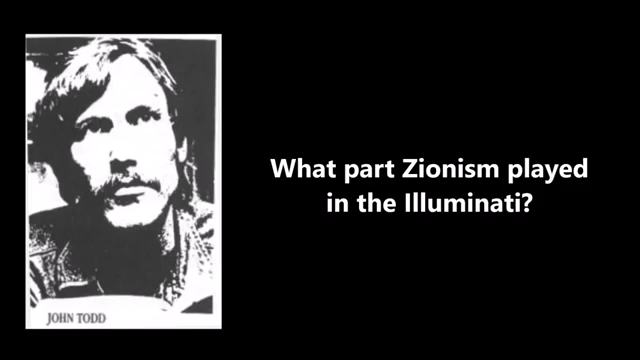 What part Zionism played
in the Illuminati?
JOHN TODD